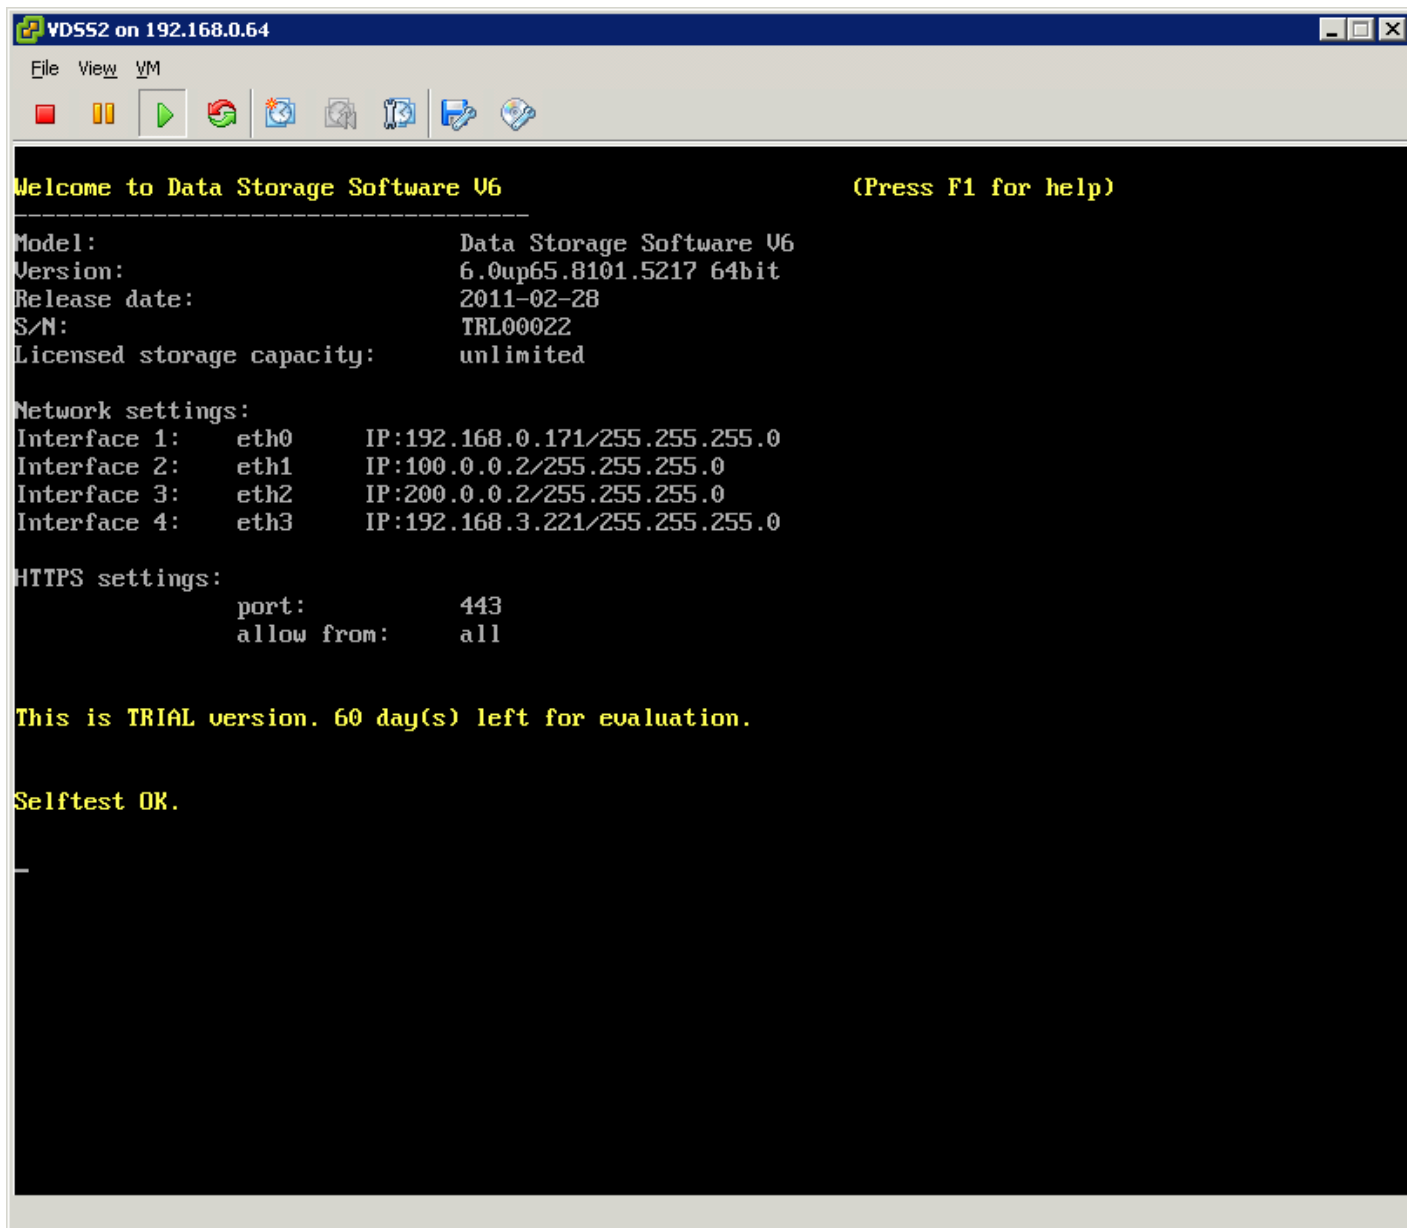 VDSS2 on 192.168.0.64
File View VM
Welcome to Data Storage Software V6 (Press F1 for help)
-------------------------------------
Model: Data Storage Software V6
Version: 6.0up65.8101.5217 64bit
Release date: 2011-02-28
S/N: TRL00022
Licensed storage capacity: unlimited
Network settings:
Interface 1: eth0 IP:192.168.0.171/255.255.255.0
Interface 2: eth1 IP:100.0.0.2/255.255.255.0
Interface 3: eth2 IP:200.0.0.2/255.255.255.0
Interface 4: eth3 IP:192.168.3.221/255.255.255.0
HTTPS settings:
port: 443
allow from: all
This is TRIAL version. 60 day(s) left for evaluation.
Selftest OK.
_